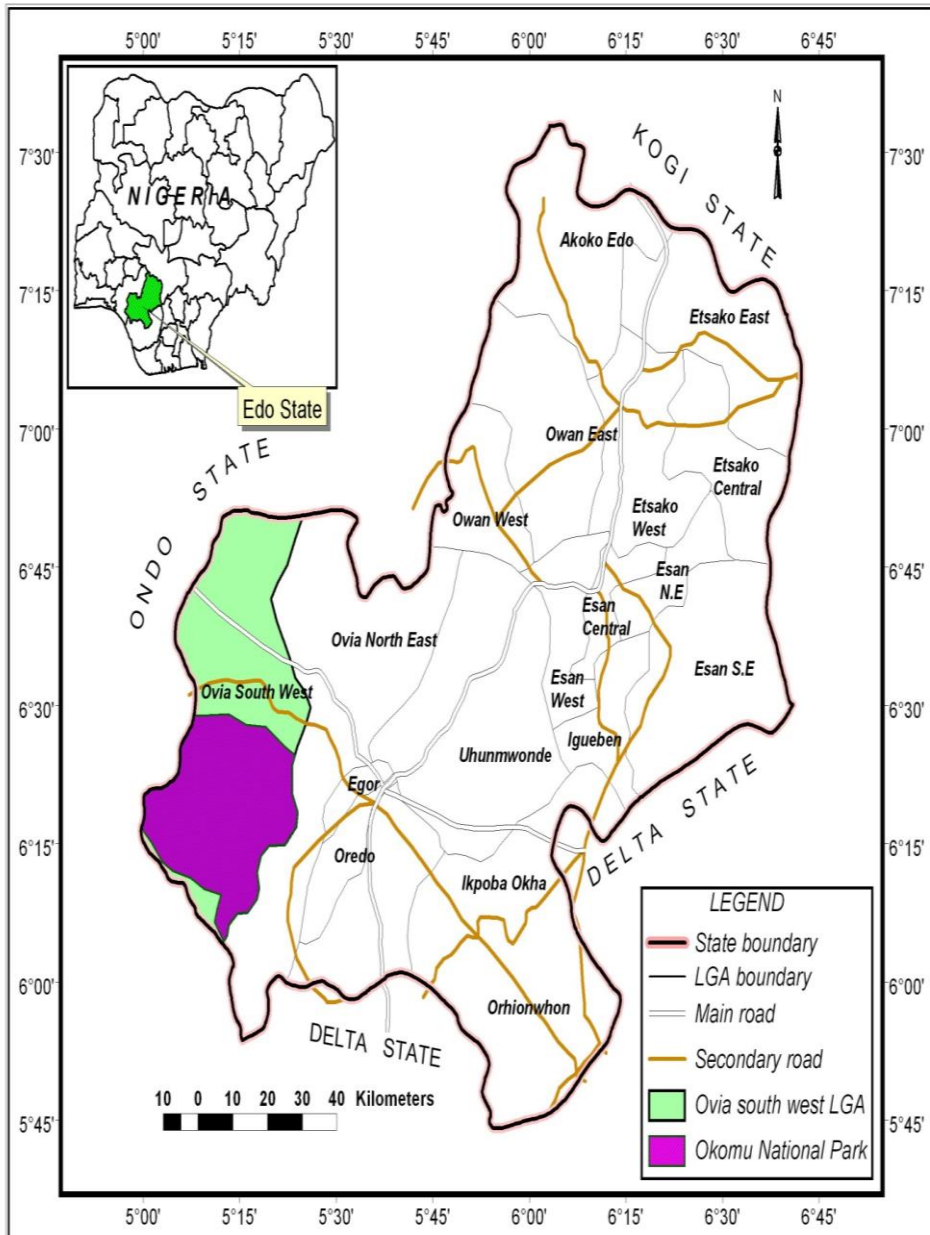 5°00' 5°15' 5°30' 5°45' 6°00' 6°15' 6°30' 6°45'
NIGERIA
Edo State
N
KOGI STATE
ONDO STATE
DELTA STATE
DELTA STATE
7°30'
7°15'
7°00'
6°45'
6°30'
6°15'
6°00'
5°45'
Akoko Edo
Etsako East
Owan East
Etsako
Central
Etsako
West
Owan West
Esan
N.E
Esan
Central
Ovia North East
Esan S.E
Esan
West
Ovia South West
Igueben
Uhunmwonde
Egor
Oredo
Ikpoba Okha
Orhionwhon
7°30'
7°15'
7°00'
6°45'
6°30'
6°15'
6°00'
5°45'
LEGEND
State boundary
LGA boundary
Main road
Secondary road
Ovia south west LGA
Okomu National Park
10 0 10 20 30 40 Kilometers
5°00' 5°15' 5°30' 5°45' 6°00' 6°15' 6°30' 6°45'